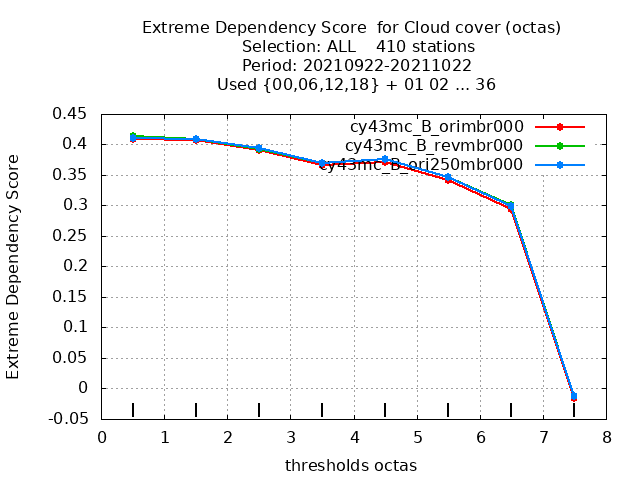 Extreme Dependency Score  for Cloud cover (octas)
Selection: ALL    410 stations
Period: 20210922-20211022
Used {00,06,12,18} + 01 02 ... 36
cy43mc_B_orimbr000
cy43mc_B_revmbr000
cy43mc_B_ori250mbr000
Extreme Dependency Score
0.45
0.4
0.35
0.3
0.25
0.2
0.15
0.1
0.05
0
-0.05
0 1 2 3 4 5 6 7 8
thresholds octas